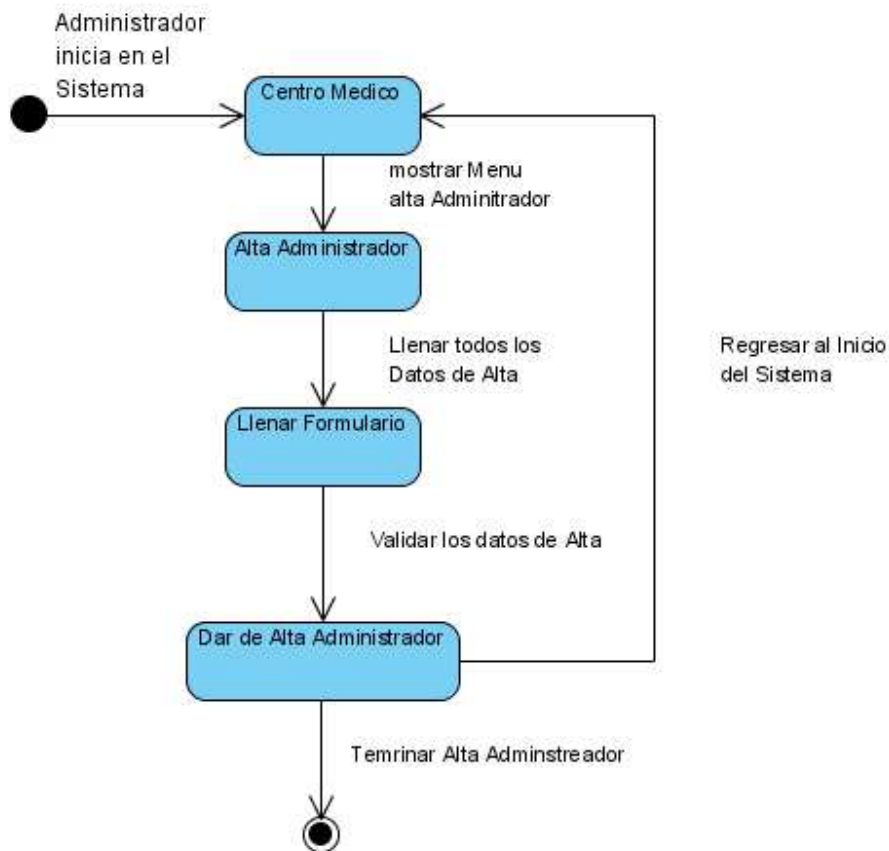 Administrador
inicia en el
Sistema
Centro Medico
mostrar Menu
alta Adminitrador
Alta Administrador
Llenar todos los
Datos de Alta
Regresar al Inicio
del Sistema
Llenar Formulario
Validar los datos de Alta
Dar de Alta Administrador
Temrinar Alta Adminstreador